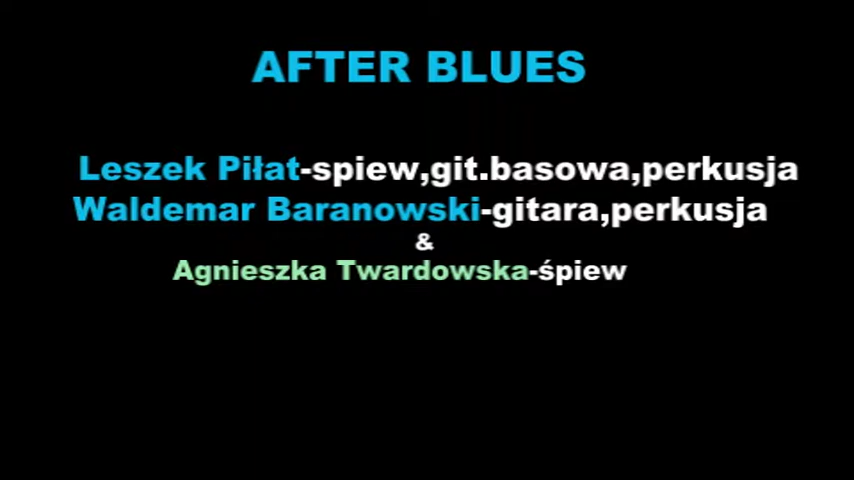 AFTER BLUES
Leszek Piłat-spiew,git.basowa,perkusja
Waldemar Baranowski-gitara,perkusja
&
Agnieszka Twardowska-śpiew